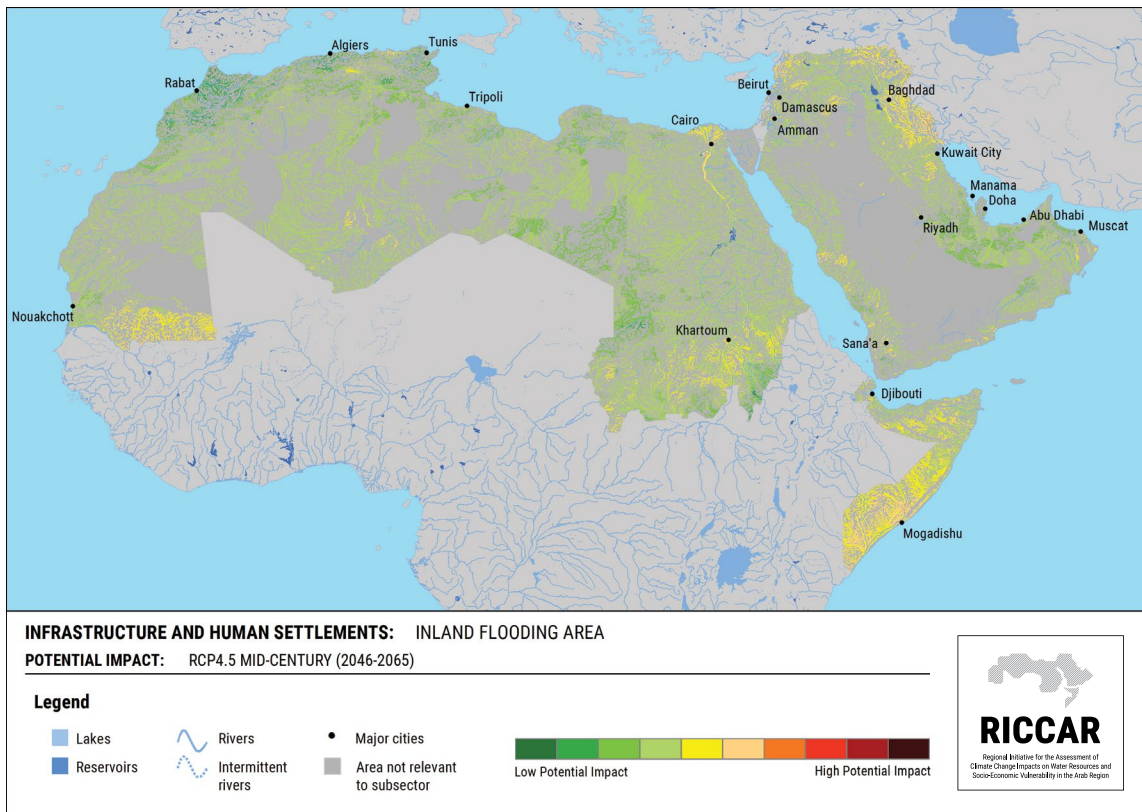 Algiers
Tunis
Rabat
Tripoli
Beirut
Damascus
Amman
Baghdad
Cairo
Kuwait City
Manama
Doha
Abu Dhabi
Riyadh
Muscat
Nouakchott
Khartoum
Sana'a
Djibouti
Mogadishu
INFRASTRUCTURE AND HUMAN SETTLEMENTS: INLAND FLOODING AREA
POTENTIAL IMPACT: RCP4.5 MID-CENTURY (2046-2065)
Legend
Lakes
Reservoirs
Rivers
Intermittent
rivers
Major cities
Area not relevant
to subsector
Low Potential Impact
High Potential Impact
RICCAR
Regional Initiative for the Assessment of
Climate Change Impacts on Water Resources and
Socio-Economic Vulnerability in the Arab Region